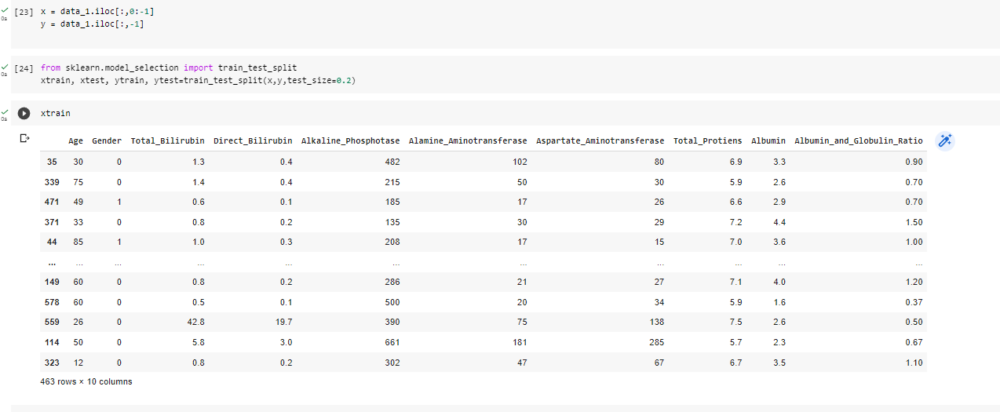 [23] x = data_1.iloc[:,0:-1]
0s y = data_1.iloc[:,-1]
[24] from sklearn.model_selection import train_test_split
0s xtrain, xtest, ytrain, ytest=train_test_split(x,y,test_size=0.2)
xtrain
0s
Age Gender Total_Bilirubin Direct_Bilirubin Alkaline_Phosphotase Alamine_Aminotransferase Aspartate_Aminotransferase Total_Protiens Albumin Albumin_and_Globulin_Ratio
35 30 0 1.3 0.4 482 102 80 6.9 3.3 0.90
339 75 0 1.4 0.4 215 50 30 5.9 2.6 0.70
471 49 1 0.6 0.1 185 17 26 6.6 2.9 0.70
371 33 0 0.8 0.2 135 30 29 7.2 4.4 1.50
44 85 1 1.0 0.3 208 17 15 7.0 3.6 1.00
... ... ... ... ... ... ... ... ... ... ...
149 60 0 0.8 0.2 286 21 27 7.1 4.0 1.20
578 60 0 0.5 0.1 500 20 34 5.9 1.6 0.37
559 26 0 42.8 19.7 390 75 138 7.5 2.6 0.50
114 50 0 5.8 3.0 661 181 285 5.7 2.3 0.67
323 12 0 0.8 0.2 302 47 67 6.7 3.5 1.10
463 rows × 10 columns